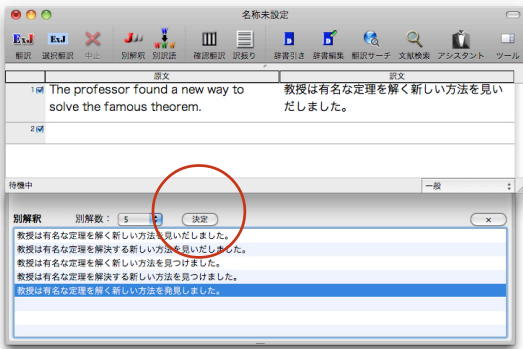 名称未設定
E▸J ExJ
翻訳 選択翻訳 中止 別解釈 別訳語 確認翻訳 訳振り 辞書引き 辞書編集 翻訳サーチ 文献検索 アシスタント ツール
原文 訳文
1 The professor found a new way to 教授は有名な定理を解く新しい方法を見い
solve the famous theorem. だしました。
2
待機中 一般
別解釈 別解数： 5 決定 ×
教授は有名な定理を解く新しい方法を見いだしました。
教授は有名な定理を解決する新しい方法を見いだしました。
教授は有名な定理を解く新しい方法を見つけました。
教授は有名な定理を解決する新しい方法を見つけました。
教授は有名な定理を解く新しい方法を発見しました。